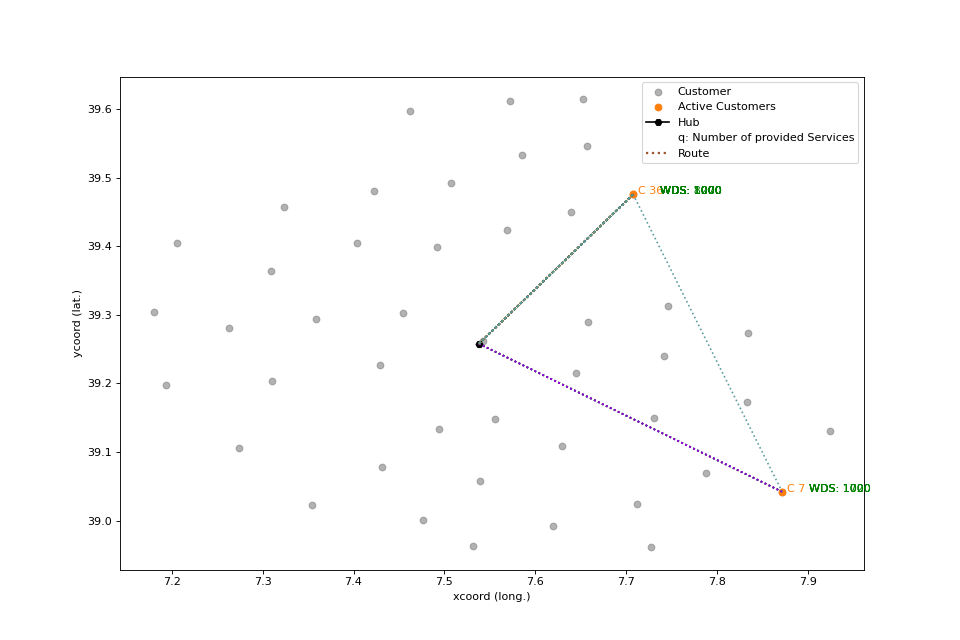 39.6
39.5
39.4
39.3
39.2
39.1
39.0
7.2 7.3 7.4 7.5 7.6 7.7 7.8 7.9
xcoord (long.)
ycoord (lat.)
Customer
Active Customers
Hub
q: Number of provided Services
Route
C 36 WDS:
C 7 WDS: